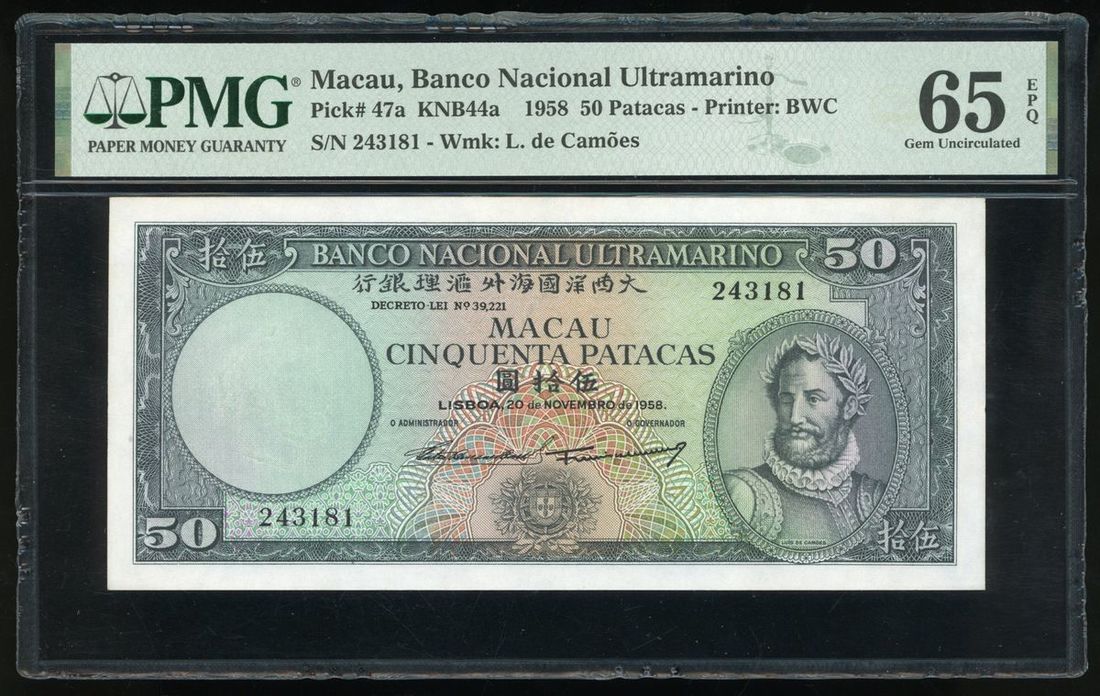 PMG®
PAPER MONEY GUARANTY
Macau, Banco Nacional Ultramarino
Pick# 47a KNB44a 1958 50 Patacas - Printer: BWC
S/N 243181 - Wmk: L. de Camões
65 EPQ
Gem Uncirculated
拾伍 BANCO NACIONAL ULTRAMARINO 50
行銀理滙外海國洋西大
243181
DECRETO-LEI Nº 39,221
MACAU
CINQUENTA PATACAS
圓拾伍
LISBOA, 20 de NOVEMBRO de 1958.
O ADMINISTRADOR O GOVERNADOR
243181
50
LUIS DE CAMÕES
拾伍